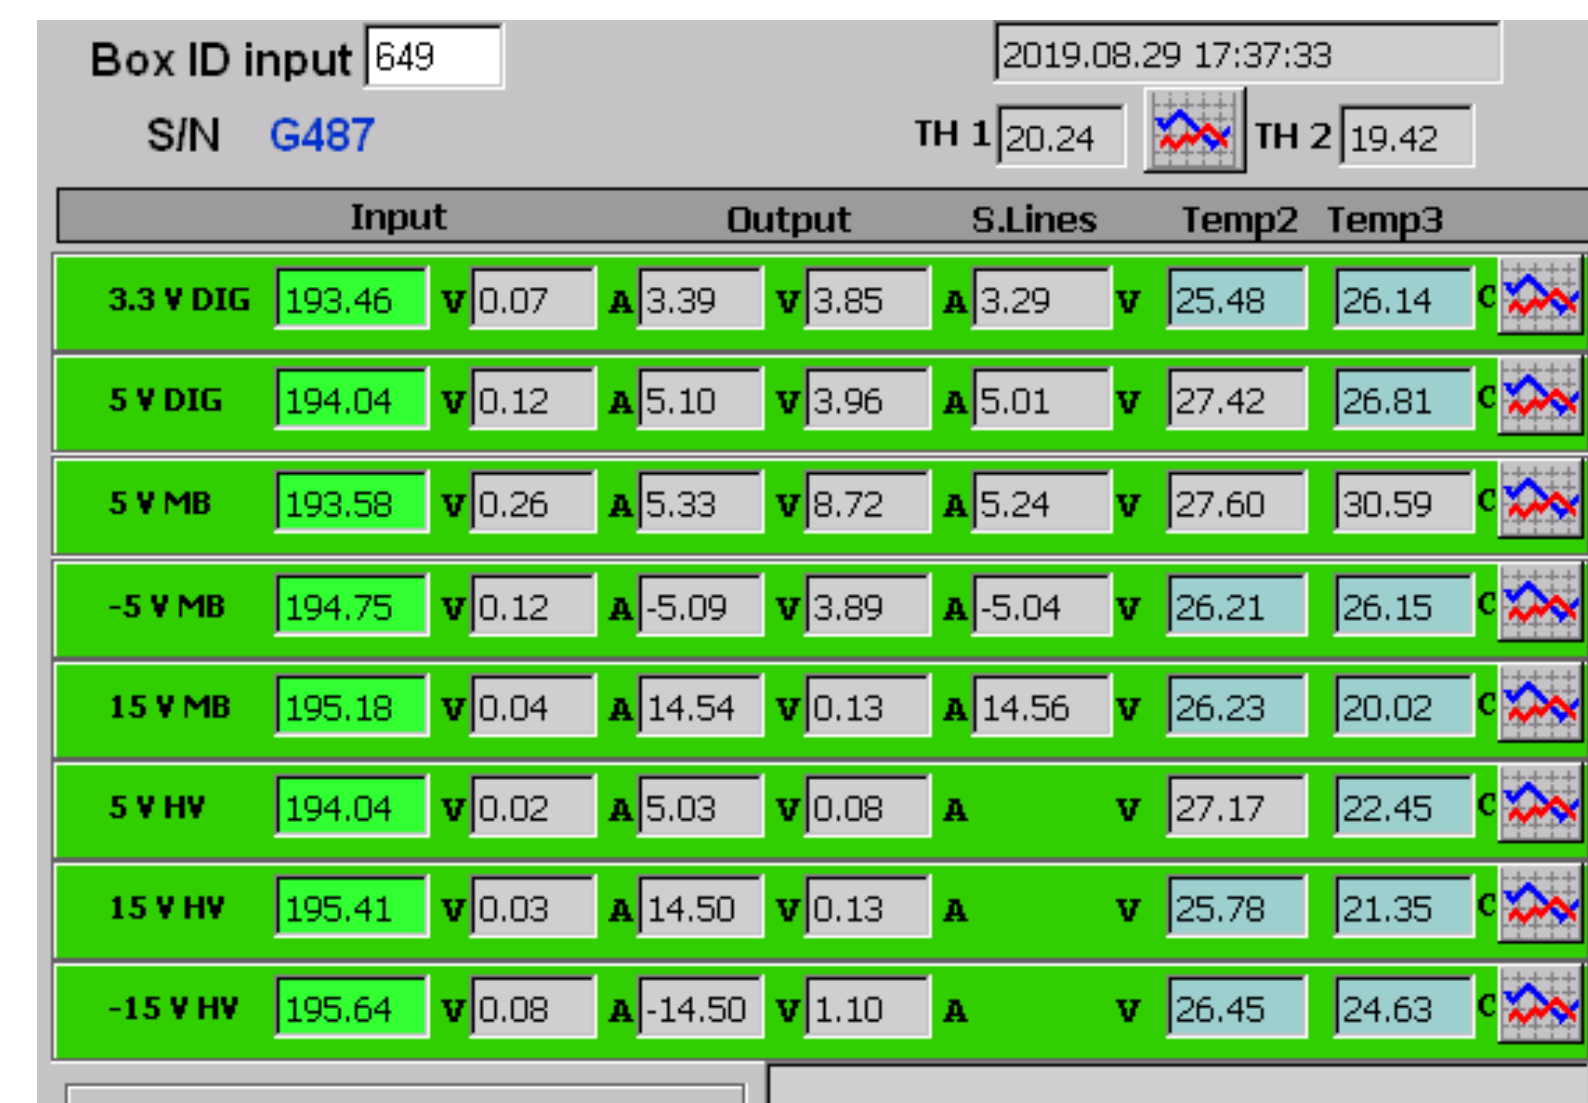 Box ID input 649 2019.08.29 17:37:33
S/N G487 TH 1 20.24 TH 2 19.42
Input Output S.Lines Temp2 Temp3
3.3 V DIG 193.46 V 0.07 A 3.39 V 3.85 A 3.29 V 25.48 26.14 C
5 V DIG 194.04 V 0.12 A 5.10 V 3.96 A 5.01 V 27.42 26.81 C
5 V MB 193.58 V 0.26 A 5.33 V 8.72 A 5.24 V 27.60 30.59 C
-5 V MB 194.75 V 0.12 A -5.09 V 3.89 A -5.04 V 26.21 26.15 C
15 V MB 195.18 V 0.04 A 14.54 V 0.13 A 14.56 V 26.23 20.02 C
5 V HV 194.04 V 0.02 A 5.03 V 0.08 A V 27.17 22.45 C
15 V HV 195.41 V 0.03 A 14.50 V 0.13 A V 25.78 21.35 C
-15 V HV 195.64 V 0.08 A -14.50 V 1.10 A V 26.45 24.63 C